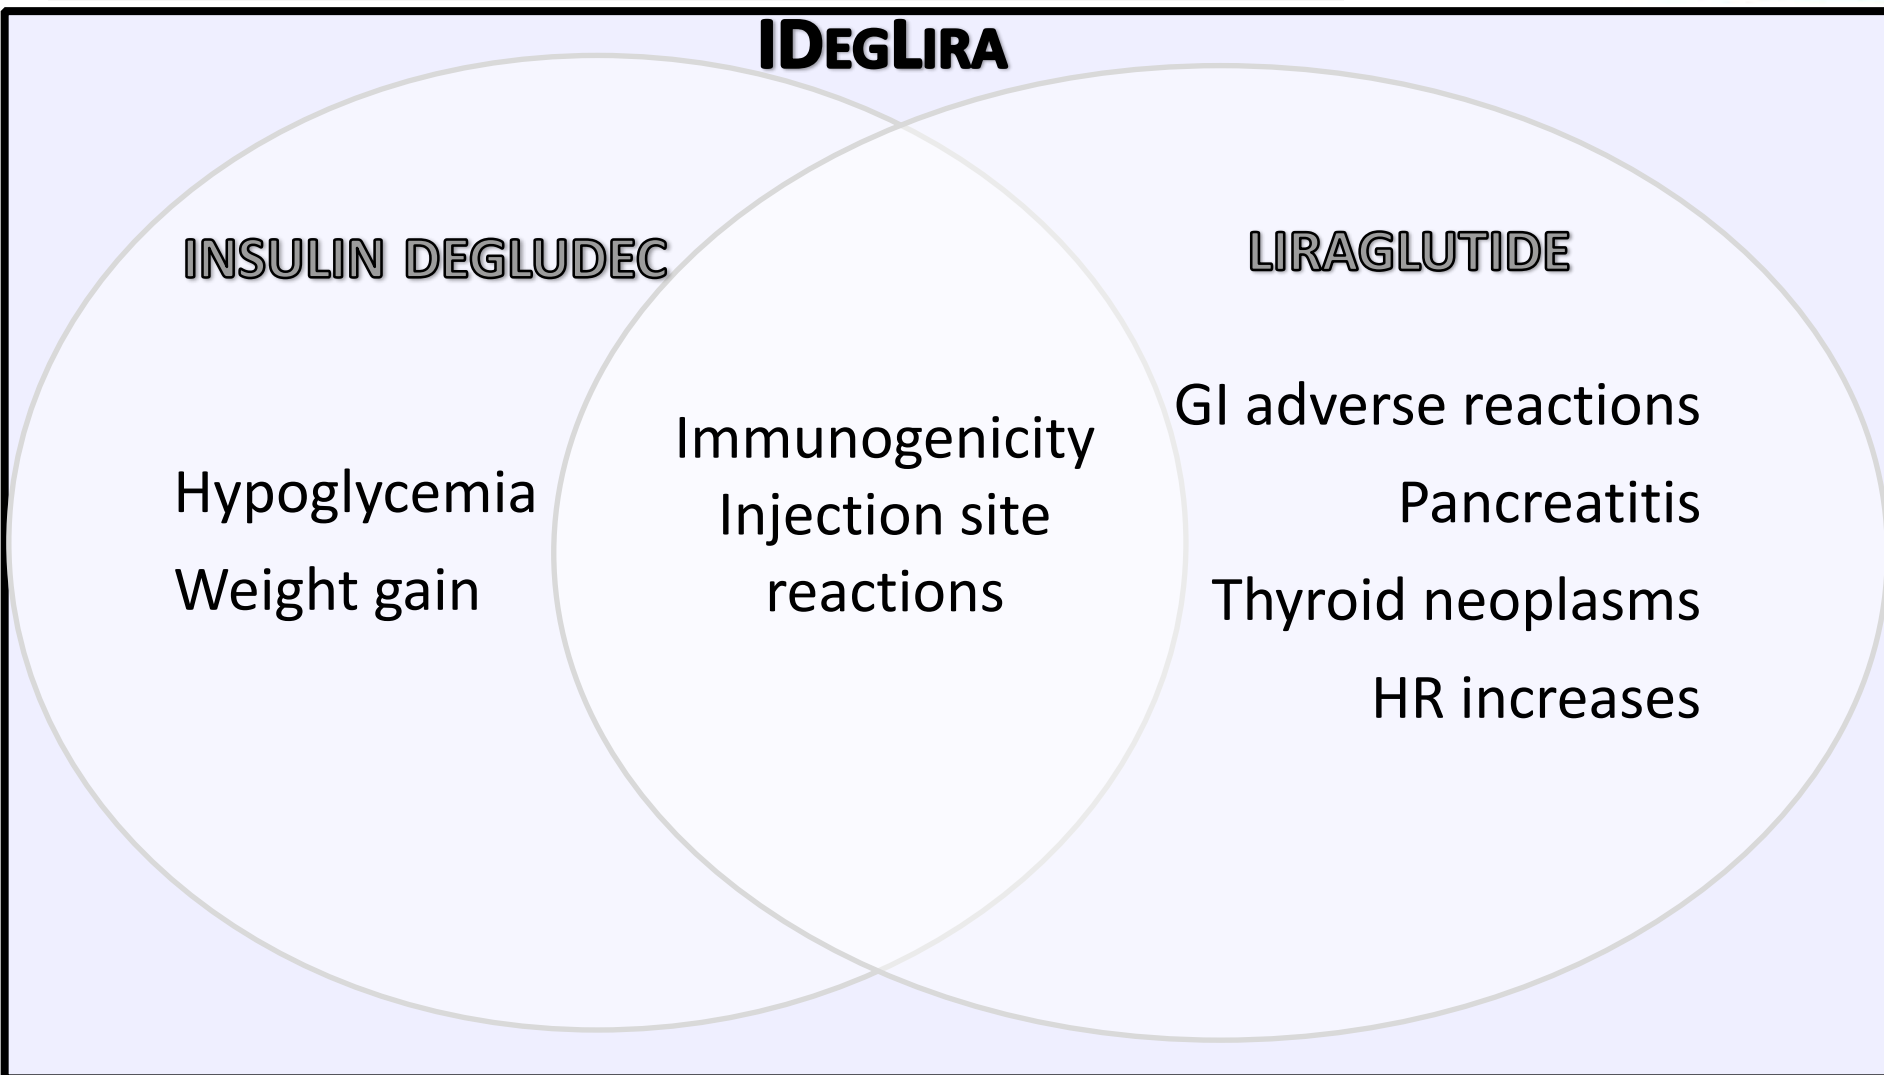 IDegLira
INSULIN DEGLUDEC
Hypoglycemia
Weight gain
Immunogenicity
Injection site
reactions
LIRAGLUTIDE
GI adverse reactions
Pancreatitis
Thyroid neoplasms
HR increases